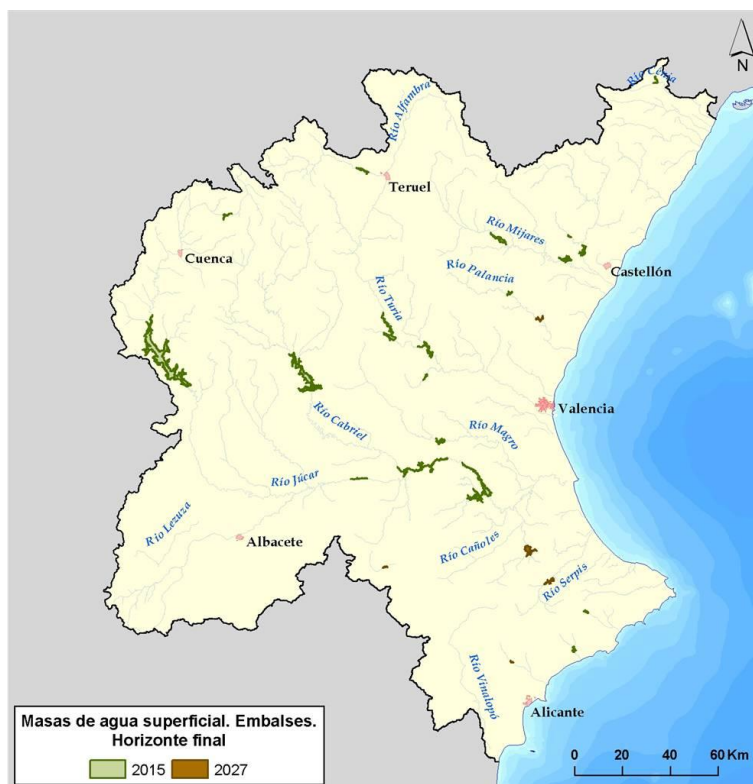 Río Cenia
N
Río Alfambra
Teruel
Río Mijares
Cuenca
Castellón
Río Palancia
Río Turia
Valencia
Río Cabriel
Río Magro
Río Júcar
Río Lezuza
Albacete
Río Cañoles
Río Serpis
Río Vinalopó
Alicante
Masas de agua superficial. Embalses.
Horizonte final
2015 2027
0 20 40 60 Km